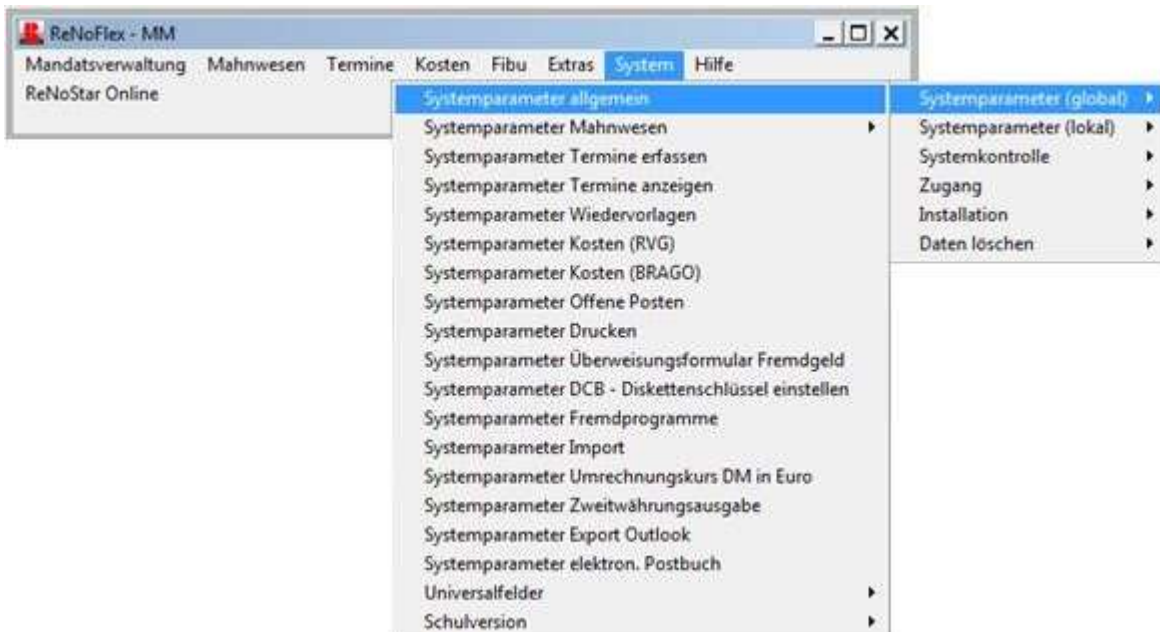 ReNoFlex - MM
Mandatsverwaltung Mahnwesen Termine Kosten Fibu Extras System Hilfe
ReNoStar Online
Systemparameter allgemein
Systemparameter Mahnwesen
Systemparameter Termine erfassen
Systemparameter Termine anzeigen
Systemparameter Wiedervorlagen
Systemparameter Kosten (RVG)
Systemparameter Kosten (BRAGO)
Systemparameter Offene Posten
Systemparameter Drucken
Systemparameter Überweisungsformular Fremdgeld
Systemparameter DCB - Diskettenschlüssel einstellen
Systemparameter Fremdprogramme
Systemparameter Import
Systemparameter Umrechnungskurs DM in Euro
Systemparameter Zweitwährungsausgabe
Systemparameter Export Outlook
Systemparameter elektron. Postbuch
Universalfelder
Schulversion
Systemparameter (global)
Systemparameter (lokal)
Systemkontrolle
Zugang
Installation
Daten löschen